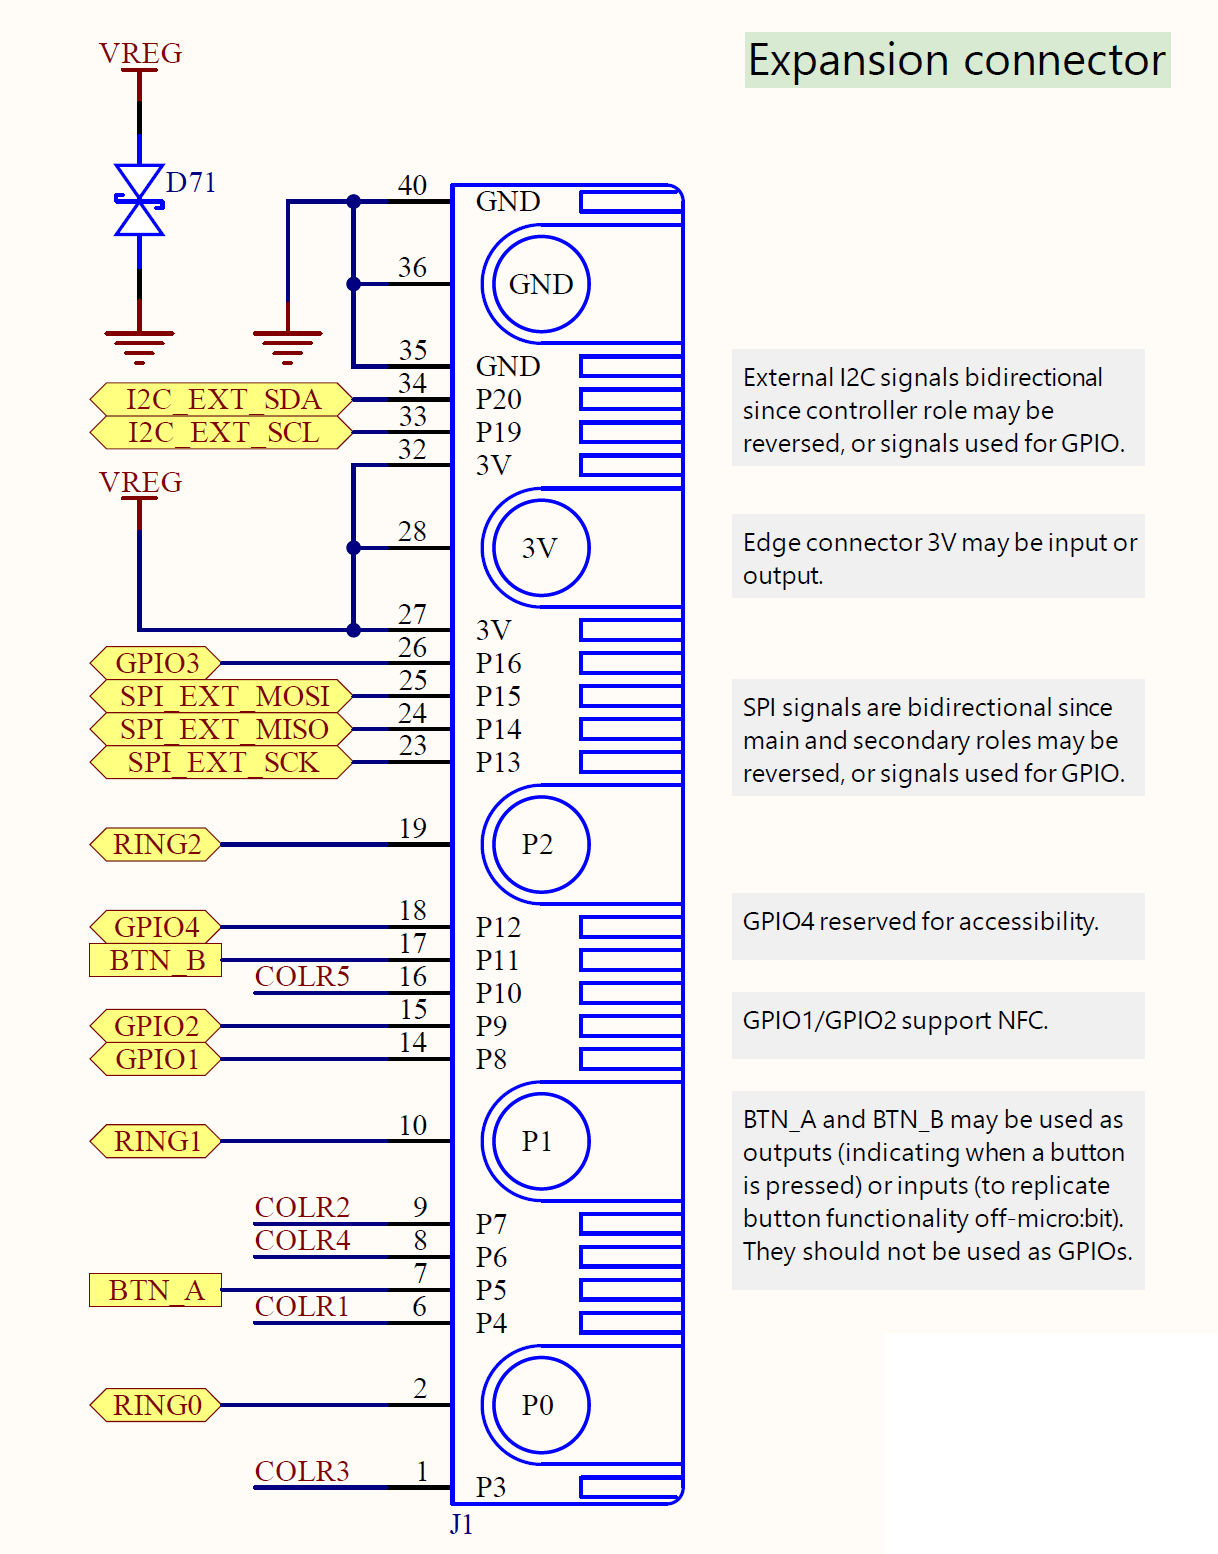 Expansion connector
VREG
D71
40 GND
36 GND
35 GND
I2C_EXT_SDA 34 P20
I2C_EXT_SCL 33 P19
32 3V
VREG
28 3V
27 3V
GPIO3 26 P16
SPI_EXT_MOSI 25 P15
SPI_EXT_MISO 24 P14
SPI_EXT_SCK 23 P13
RING2 19 P2
GPIO4 18 P12
BTN_B 17 P11
COLR5 16 P10
GPIO2 15 P9
GPIO1 14 P8
RING1 10 P1
COLR2 9 P7
COLR4 8 P6
BTN_A 7 P5
COLR1 6 P4
RING0 2 P0
COLR3 1 P3
J1
External I2C signals bidirectional
since controller role may be
reversed, or signals used for GPIO.
Edge connector 3V may be input or
output.
SPI signals are bidirectional since
main and secondary roles may be
reversed, or signals used for GPIO.
GPIO4 reserved for accessibility.
GPIO1/GPIO2 support NFC.
BTN_A and BTN_B may be used as
outputs (indicating when a button
is pressed) or inputs (to replicate
button functionality off-micro:bit).
They should not be used as GPIOs.